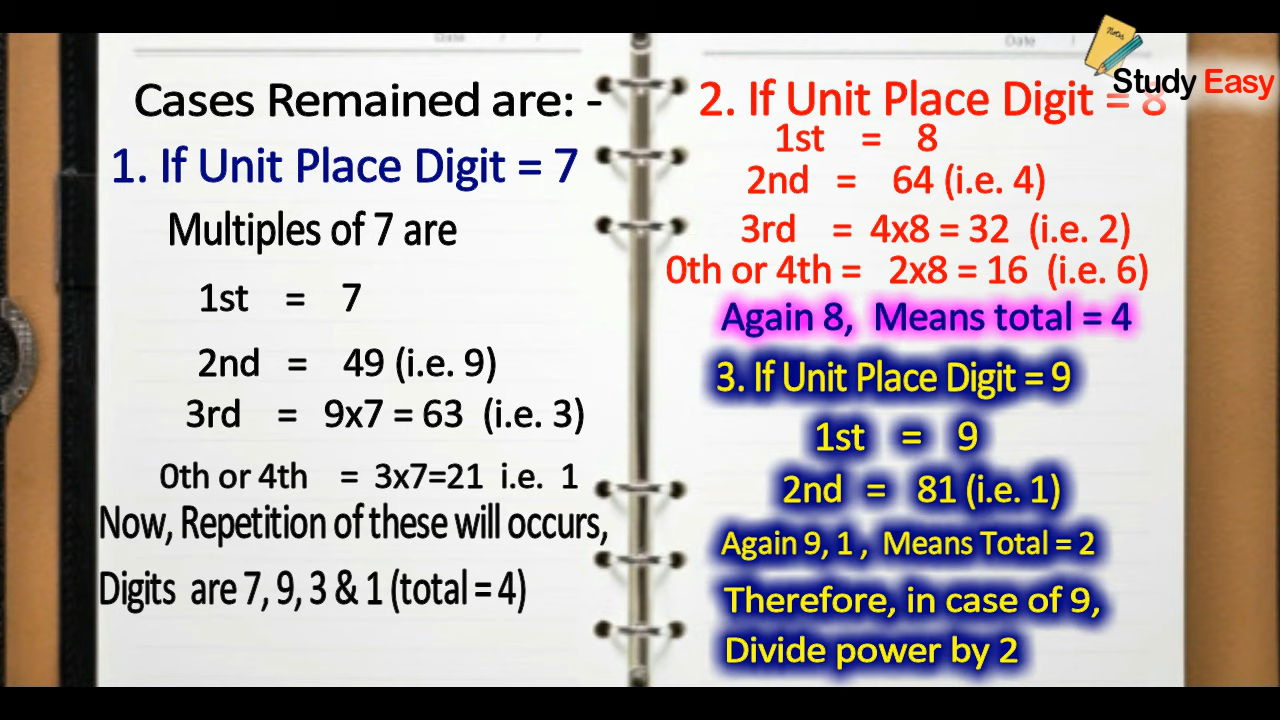 Cases Remained are: -
1. If Unit Place Digit = 7
Multiples of 7 are
1st = 7
2nd = 49 (i.e. 9)
3rd = 9x7 = 63 (i.e. 3)
0th or 4th = 3x7=21 i.e. 1
Now, Repetition of these will occurs,
Digits are 7, 9, 3 & 1 (total = 4)
Date
Notes
Study Easy
2. If Unit Place Digit = 8
1st = 8
2nd = 64 (i.e. 4)
3rd = 4x8 = 32 (i.e. 2)
0th or 4th = 2x8 = 16 (i.e. 6)
Again 8, Means total = 4
3. If Unit Place Digit = 9
1st = 9
2nd = 81 (i.e. 1)
Again 9, 1 , Means Total = 2
Therefore, in case of 9,
Divide power by 2